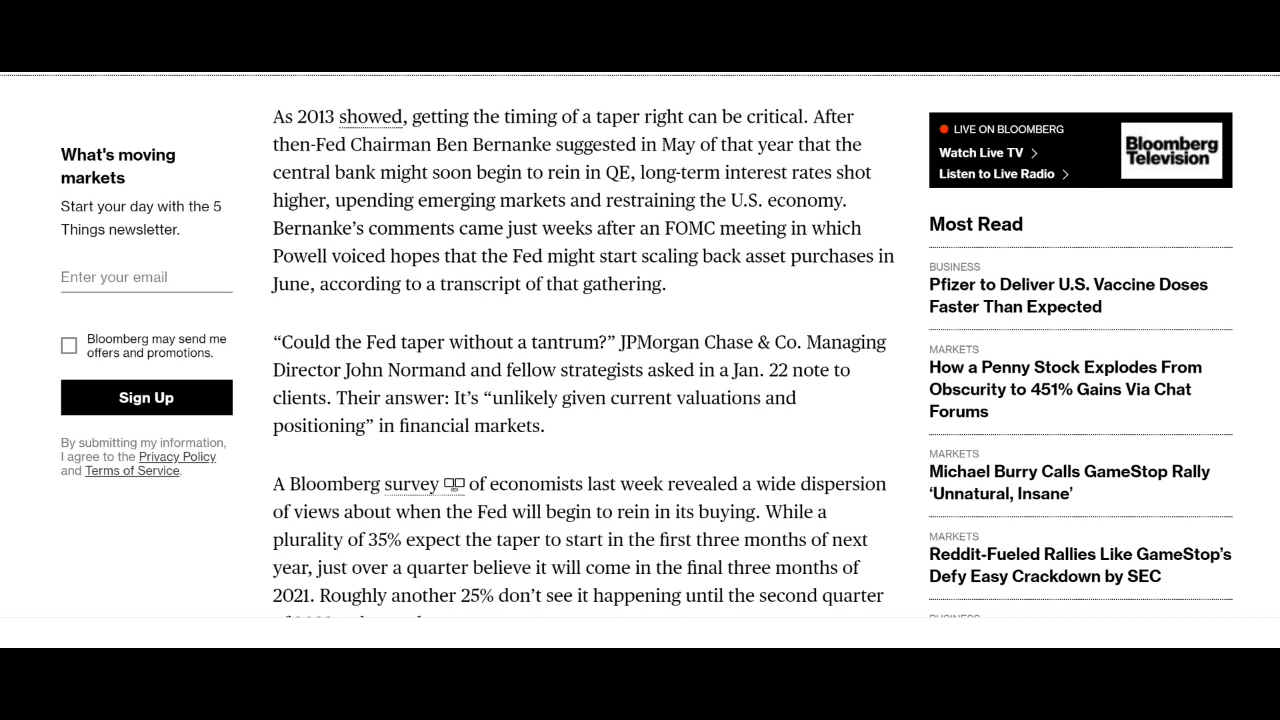 What's moving
markets
Start your day with the 5
Things newsletter.
Enter your email
Bloomberg may send me
offers and promotions.
Sign Up
By submitting my information,
I agree to the Privacy Policy
and Terms of Service.
As 2013 showed, getting the timing of a taper right can be critical. After
then-Fed Chairman Ben Bernanke suggested in May of that year that the
central bank might soon begin to rein in QE, long-term interest rates shot
higher, upending emerging markets and restraining the U.S. economy.
Bernanke’s comments came just weeks after an FOMC meeting in which
Powell voiced hopes that the Fed might start scaling back asset purchases in
June, according to a transcript of that gathering.
“Could the Fed taper without a tantrum?” JPMorgan Chase & Co. Managing
Director John Normand and fellow strategists asked in a Jan. 22 note to
clients. Their answer: It’s “unlikely given current valuations and
positioning” in financial markets.
A Bloomberg survey of economists last week revealed a wide dispersion
of views about when the Fed will begin to rein in its buying. While a
plurality of 35% expect the taper to start in the first three months of next
year, just over a quarter believe it will come in the final three months of
2021. Roughly another 25% don’t see it happening until the second quarter
LIVE ON BLOOMBERG
Watch Live TV
Listen to Live Radio
Bloomberg
Television
Most Read
BUSINESS
Pfizer to Deliver U.S. Vaccine Doses
Faster Than Expected
MARKETS
How a Penny Stock Explodes From
Obscurity to 451% Gains Via Chat
Forums
MARKETS
Michael Burry Calls GameStop Rally
‘Unnatural, Insane’
MARKETS
Reddit-Fueled Rallies Like GameStop’s
Defy Easy Crackdown by SEC
BUSINESS